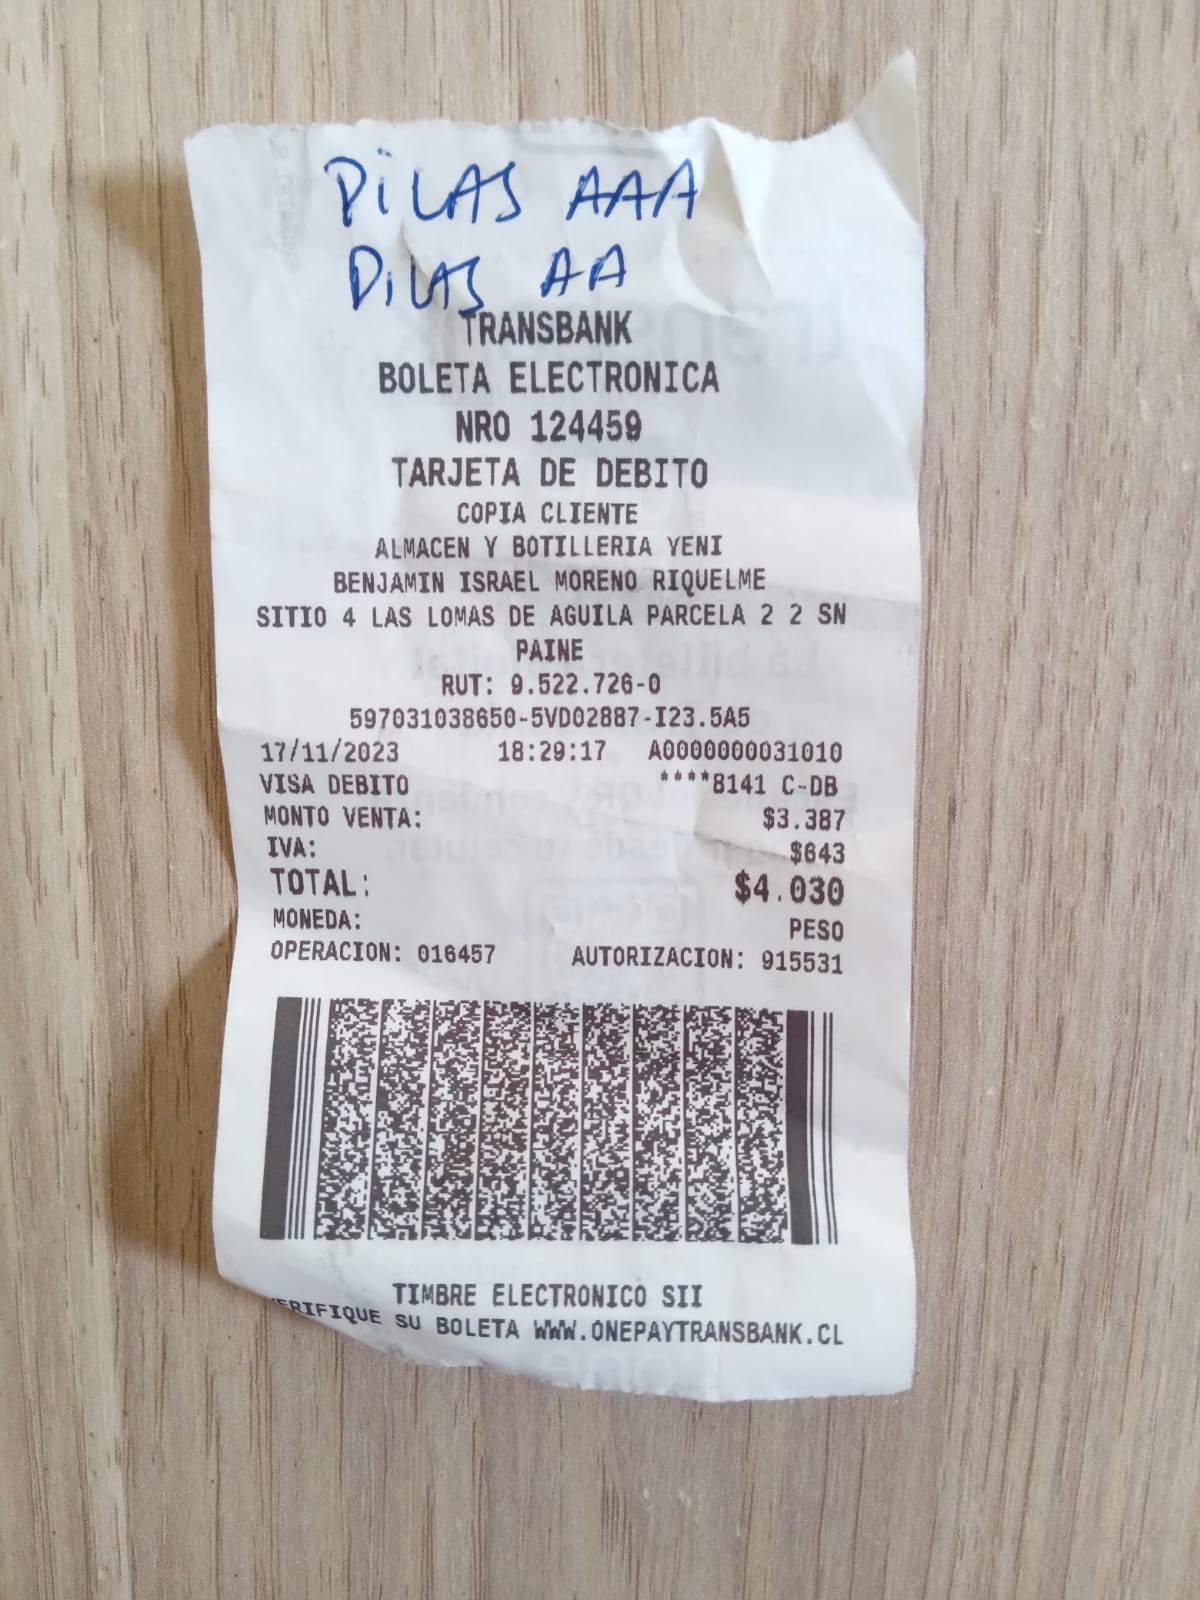 PILAS AAA
PILAS AA
TRANSBANK
BOLETA ELECTRONICA
NRO 124459
TARJETA DE DEBITO
COPIA CLIENTE
ALMACEN Y BOTILLERIA YENI
BENJAMIN ISRAEL MORENO RIQUELME
SITIO 4 LAS LOMAS DE AGUILA PARCELA 2 2 SN
PAINE
RUT: 9.522.726-0
597031038650-5VD02887-I23.5A5
17/11/2023 18:29:17 A0000000031010
VISA DEBITO ****8141 C-DB
MONTO VENTA: $3.387
IVA: $643
TOTAL: $4.030
MONEDA: PESO
OPERACION: 016457 AUTORIZACION: 915531
TIMBRE ELECTRONICO SII
VERIFIQUE SU BOLETA WWW.ONEPAYTRANSBANK.CL